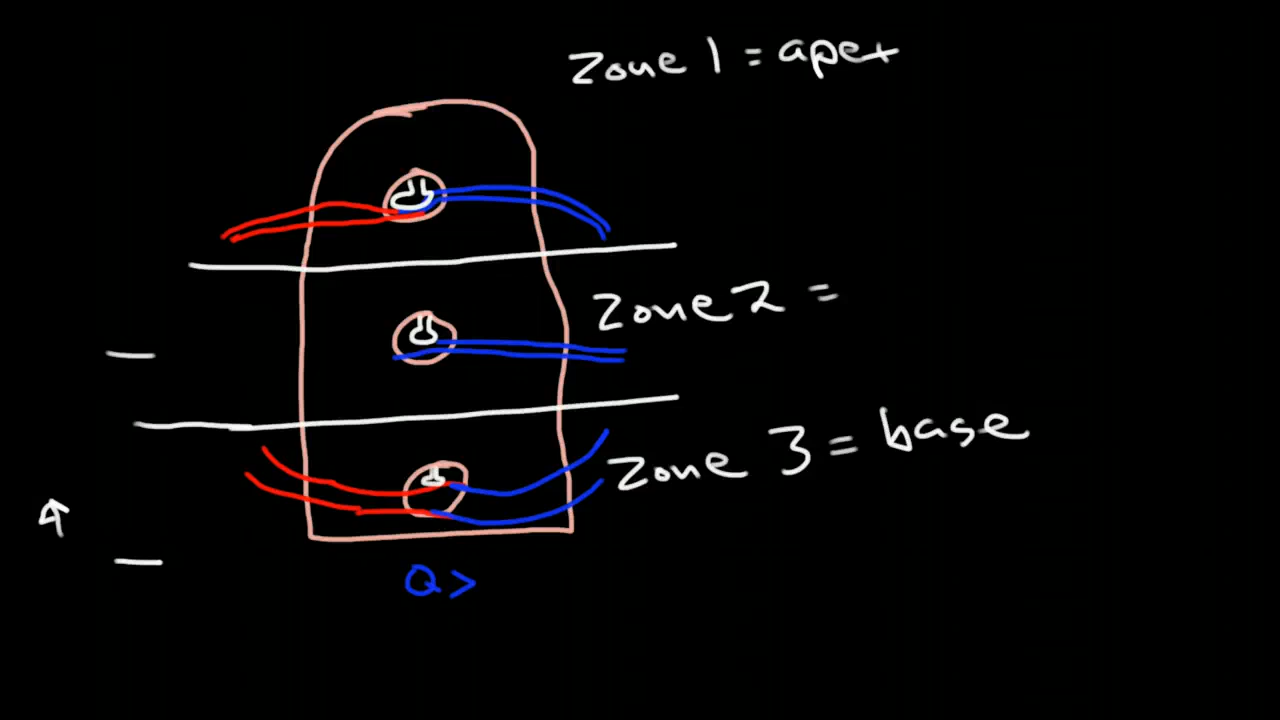 Zone 1 = apex
Zone 2 =
Zone 3 = base
Q >